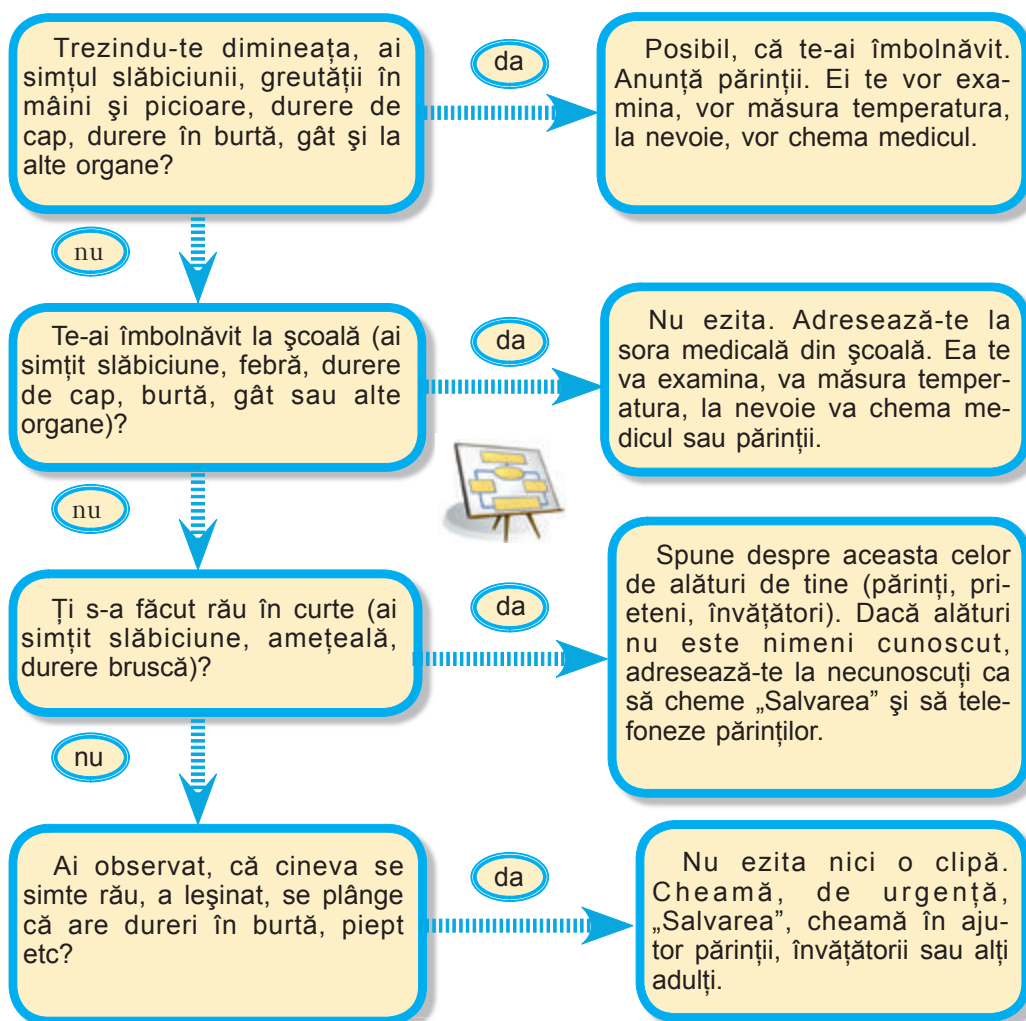 Trezindu-te dimineața, ai
simțul slăbiciunii, greutății în
mâini şi picioare, durere de
cap, durere în burtă, gât şi la
alte organe?
da
Posibil, că te-ai îmbolnăvit.
Anunță părinții. Ei te vor exa-
mina, vor măsura temperatura,
la nevoie, vor chema medicul.
nu
Te-ai îmbolnăvit la şcoală (ai
simțit slăbiciune, febră, durere
de cap, burtă, gât sau alte
organe)?
da
Nu ezita. Adresează-te la
sora medicală din şcoală. Ea te
va examina, va măsura temper-
atura, la nevoie va chema me-
dicul sau părinții.
nu
Ți s-a făcut rău în curte (ai
simțit slăbiciune, amețeală,
durere bruscă)?
da
Spune despre aceasta celor
de alături de tine (părinți, pri-
eteni, învățători). Dacă alături
nu este nimeni cunoscut,
adresează-te la necunoscuți ca
să cheme „Salvarea” şi să tele-
foneze părinților.
nu
Ai observat, că cineva se
simte rău, a leşinat, se plânge
că are dureri în burtă, piept
etc?
da
Nu ezita nici o clipă.
Cheamă, de urgență,
„Salvarea”, cheamă în aju-
tor părinții, învățătorii sau alți
adulți.